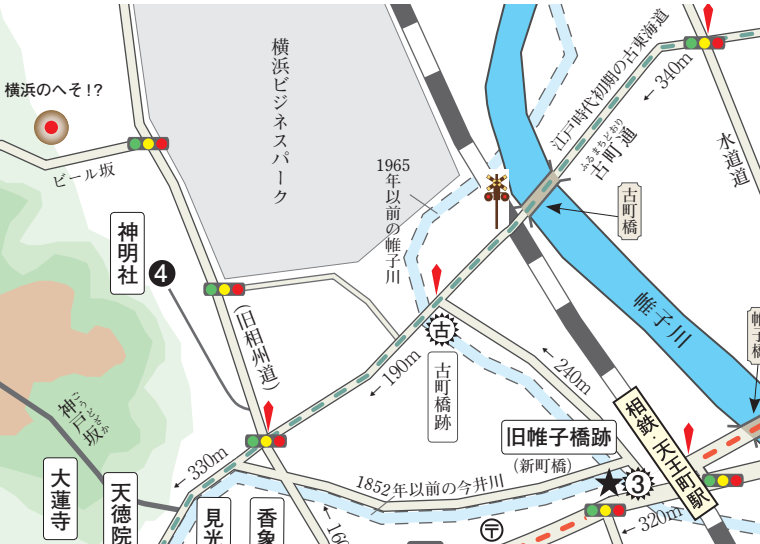 横浜のへそ!?
ビール坂
横浜ビジネスパーク
1965年以前の帷子川
江戸時代初期の古東海道
←340m
ふるまちどおり
古町通
水道道
古町橋
神明社
4
(旧相州道)
古
古町橋跡
←190m
←240m
帷子川
帷子橋
相鉄・天王町駅
旧帷子橋跡
(新町橋)
3
←320m
こうどざか
神戸坂
←330m
1852年以前の今井川
大蓮寺
天徳院
見光
香象
←16
〒